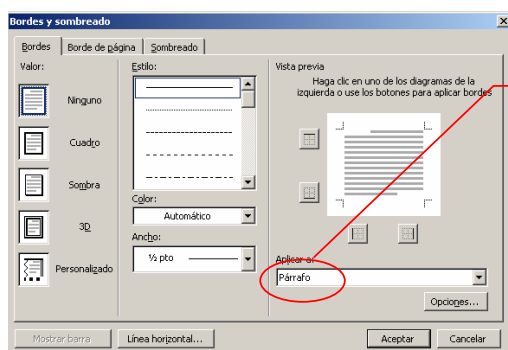 Bordes y sombreado
Bordes
Borde de página
Sombreado
Valor:
Ninguno
Cuadro
Sombra
3D
Personalizado
Estilo:
Color:
Automático
Ancho:
½ pto
Vista previa
Haga clic en uno de los diagramas de la
izquierda o use los botones para aplicar bordes
Aplicar a:
Párrafo
Opciones...
Mostrar barra
Línea horizontal...
Aceptar
Cancelar